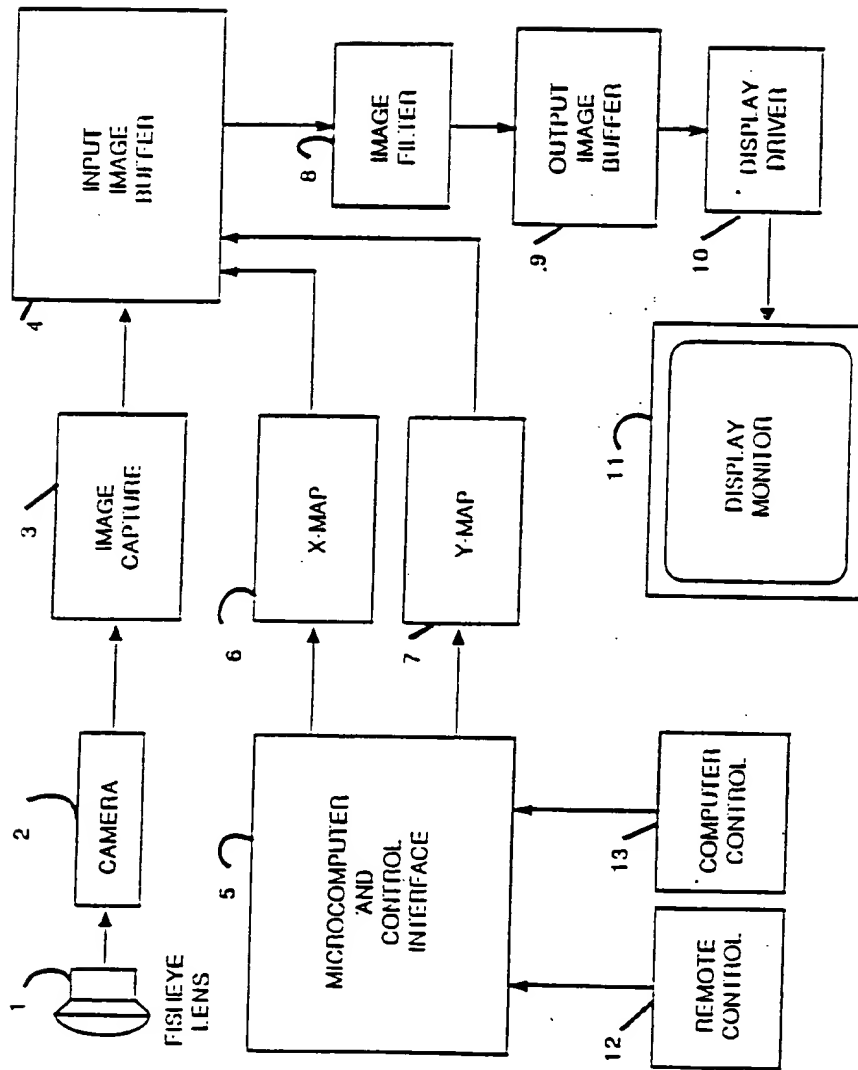 1
FISHEYE
LENS
2
CAMERA
3
IMAGE
CAPTURE
4
INPUT
IMAGE
BUFFER
5
MICROCOMPUTER
AND
CONTROL
INTERFACE
6
X-MAP
7
Y-MAP
8
IMAGE
FILTER
.9
OUTPUT
IMAGE
BUFFER
10
DISPLAY
DRIVER
11
DISPLAY
MONITOR
12
REMOTE
CONTROL
13
COMPUTER
CONTROL